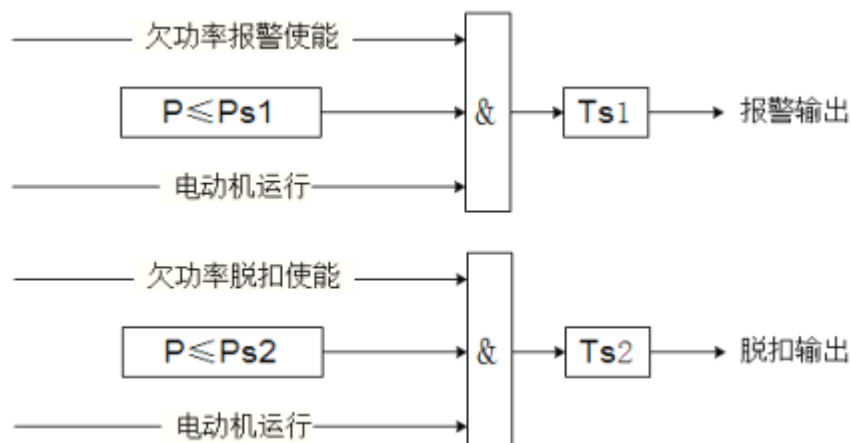 欠功率报警使能
P≤Ps1
&
Ts1
报警输出
电动机运行
欠功率脱扣使能
P≤Ps2
&
Ts2
脱扣输出
电动机运行